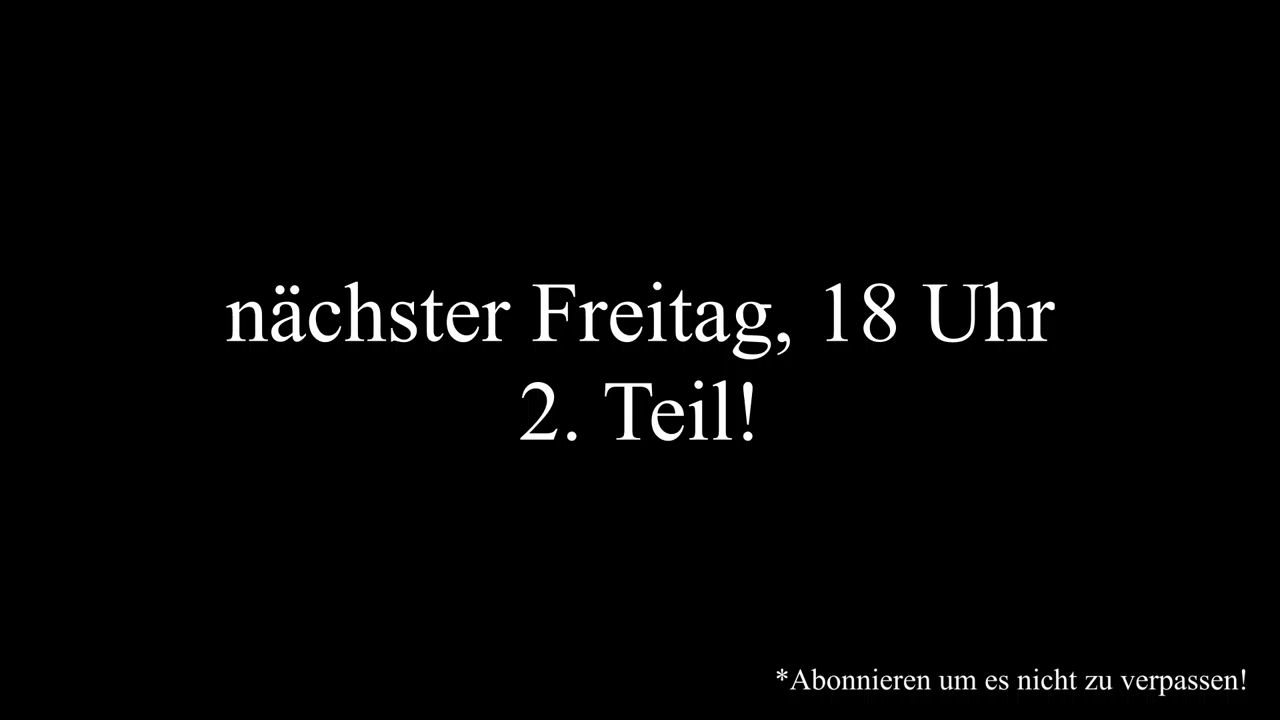 nächster Freitag, 18 Uhr
2. Teil!
*Abonnieren um es nicht zu verpassen!